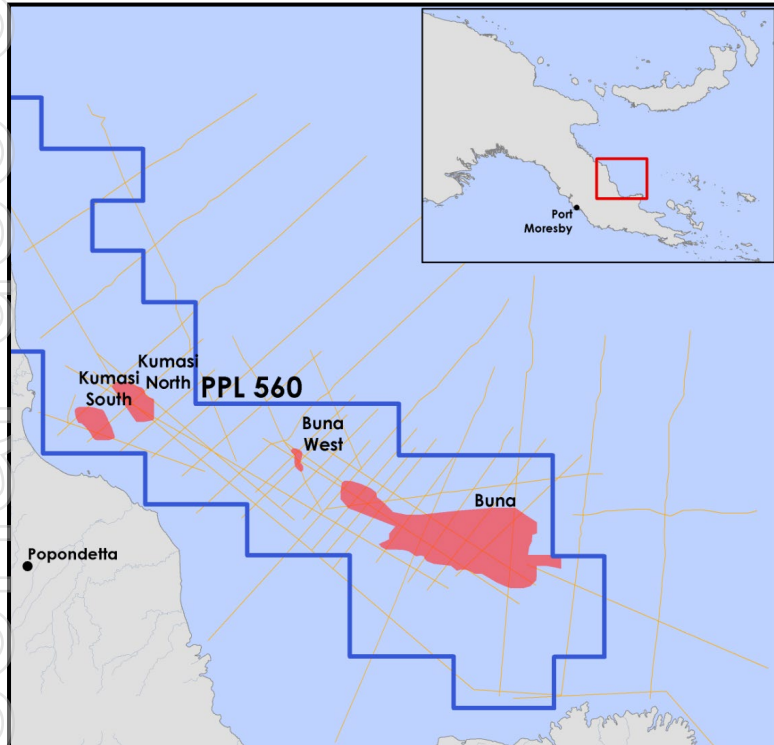 Port
Moresby
Kumasi
North
Kumasi
South
PPL 560
Buna
West
Buna
Popondetta